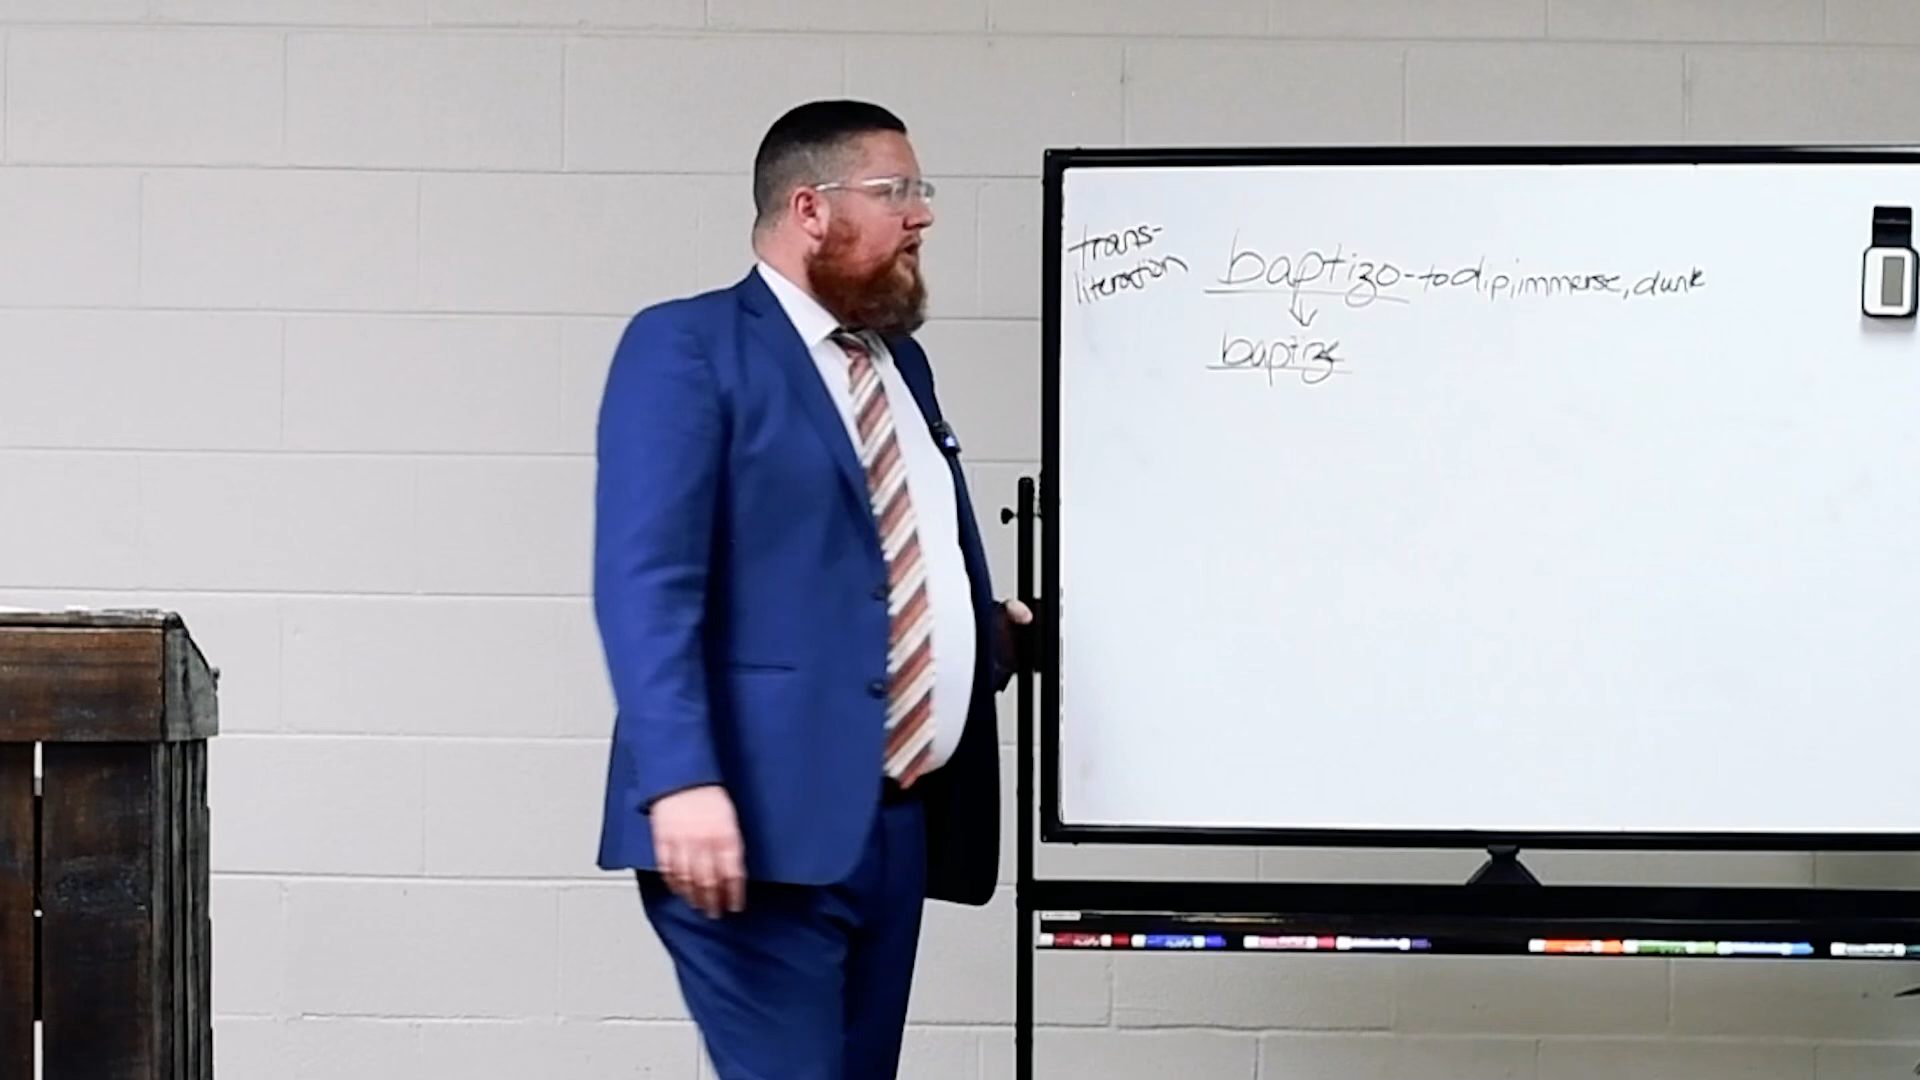 trans-
literation
baptizo - to dip, immerse, dunk
baptize